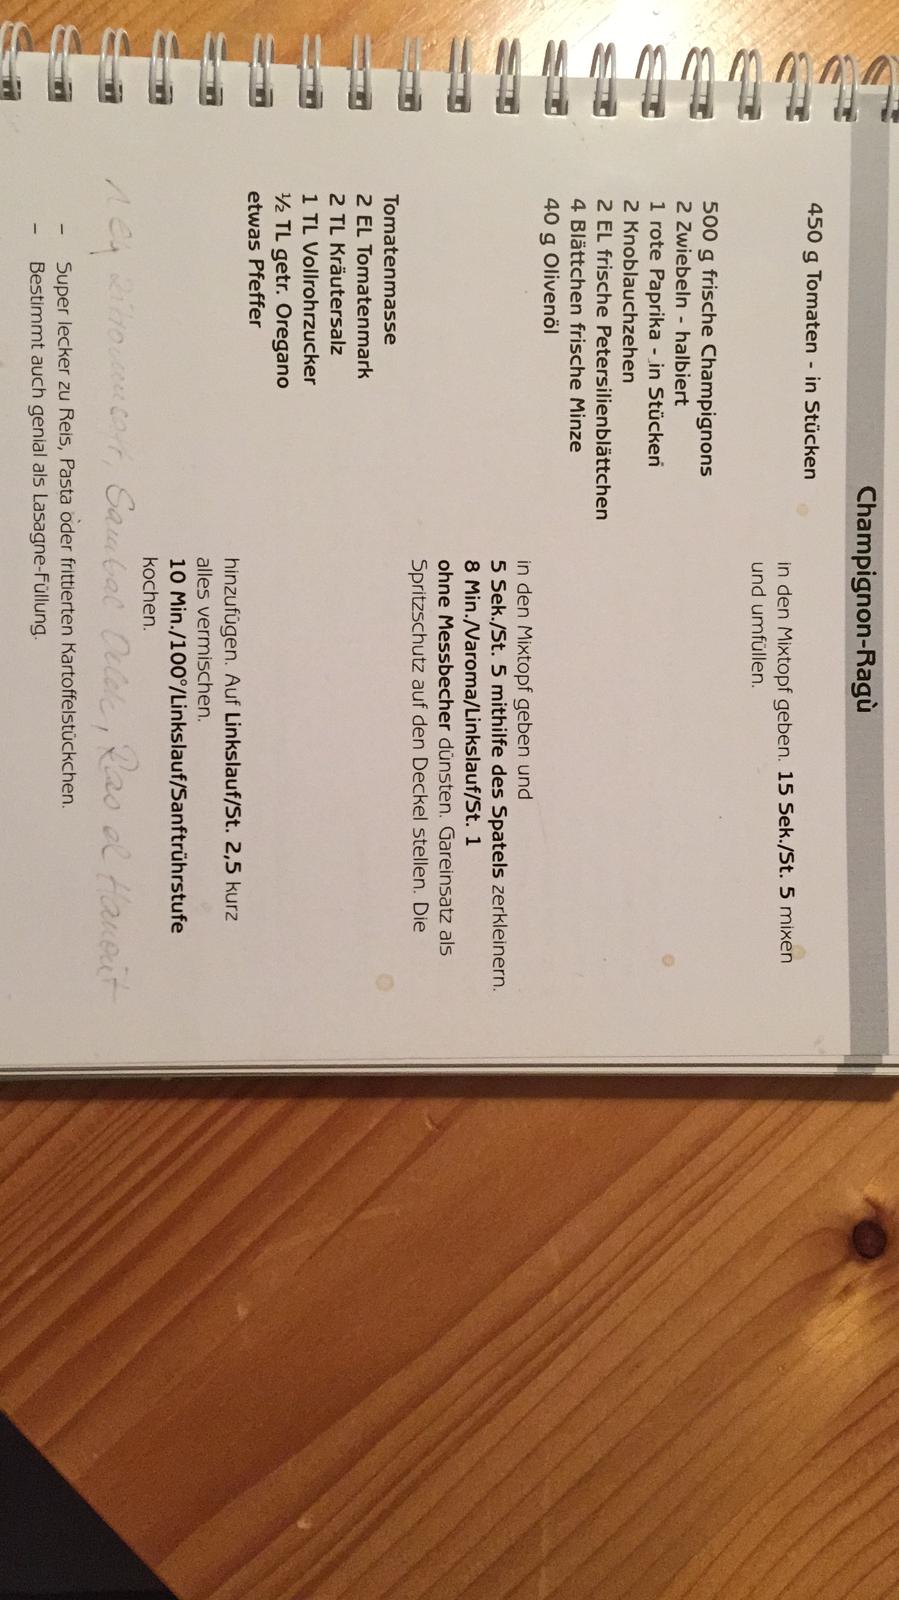 Champignon-Ragù
450 g Tomaten - in Stücken
in den Mixtopf geben. 15 Sek./St. 5 mixen
und umfüllen.
500 g frische Champignons
2 Zwiebeln - halbiert
1 rote Paprika - in Stücken
2 Knoblauchzehen
2 EL frische Petersilienblättchen
4 Blättchen frische Minze
40 g Olivenöl
in den Mixtopf geben und
5 Sek./St. 5 mithilfe des Spatels zerkleinern.
8 Min./Varoma/Linkslauf/St. 1
ohne Messbecher dünsten. Gareinsatz als
Spritzschutz auf den Deckel stellen. Die
Tomatenmasse
2 EL Tomatenmark
2 TL Kräutersalz
1 TL Vollrohrzucker
½ TL getr. Oregano
etwas Pfeffer
hinzufügen. Auf Linkslauf/St. 2,5 kurz
alles vermischen.
10 Min./100°/Linkslauf/Sanftrührstufe
kochen.
1 Zitronensaft, Sambal Oelek, Ras el Hanout
- Super lecker zu Reis, Pasta oder frittierten Kartoffelstückchen.
- Bestimmt auch genial als Lasagne-Füllung.